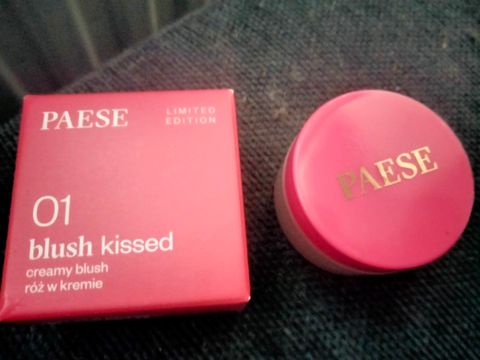 PAESE
LIMITED
EDITION
01
blush kissed
creamy blush
róż w kremie
PAESE